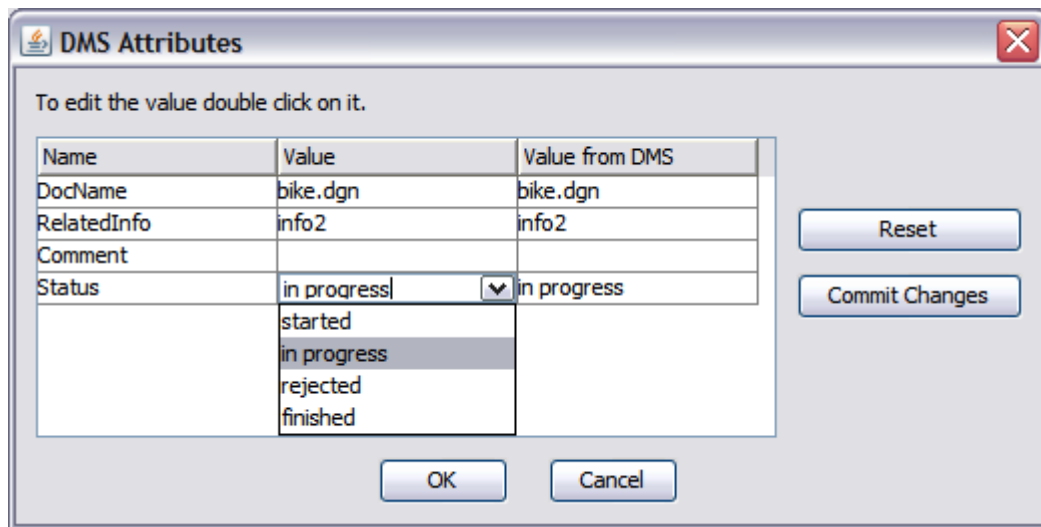 DMS Attributes
To edit the value double click on it.
Name Value Value from DMS
DocName bike.dgn bike.dgn
RelatedInfo info2 info2
Reset
Comment
Status in progress in progress
Commit Changes
started
in progress
rejected
finished
OK Cancel